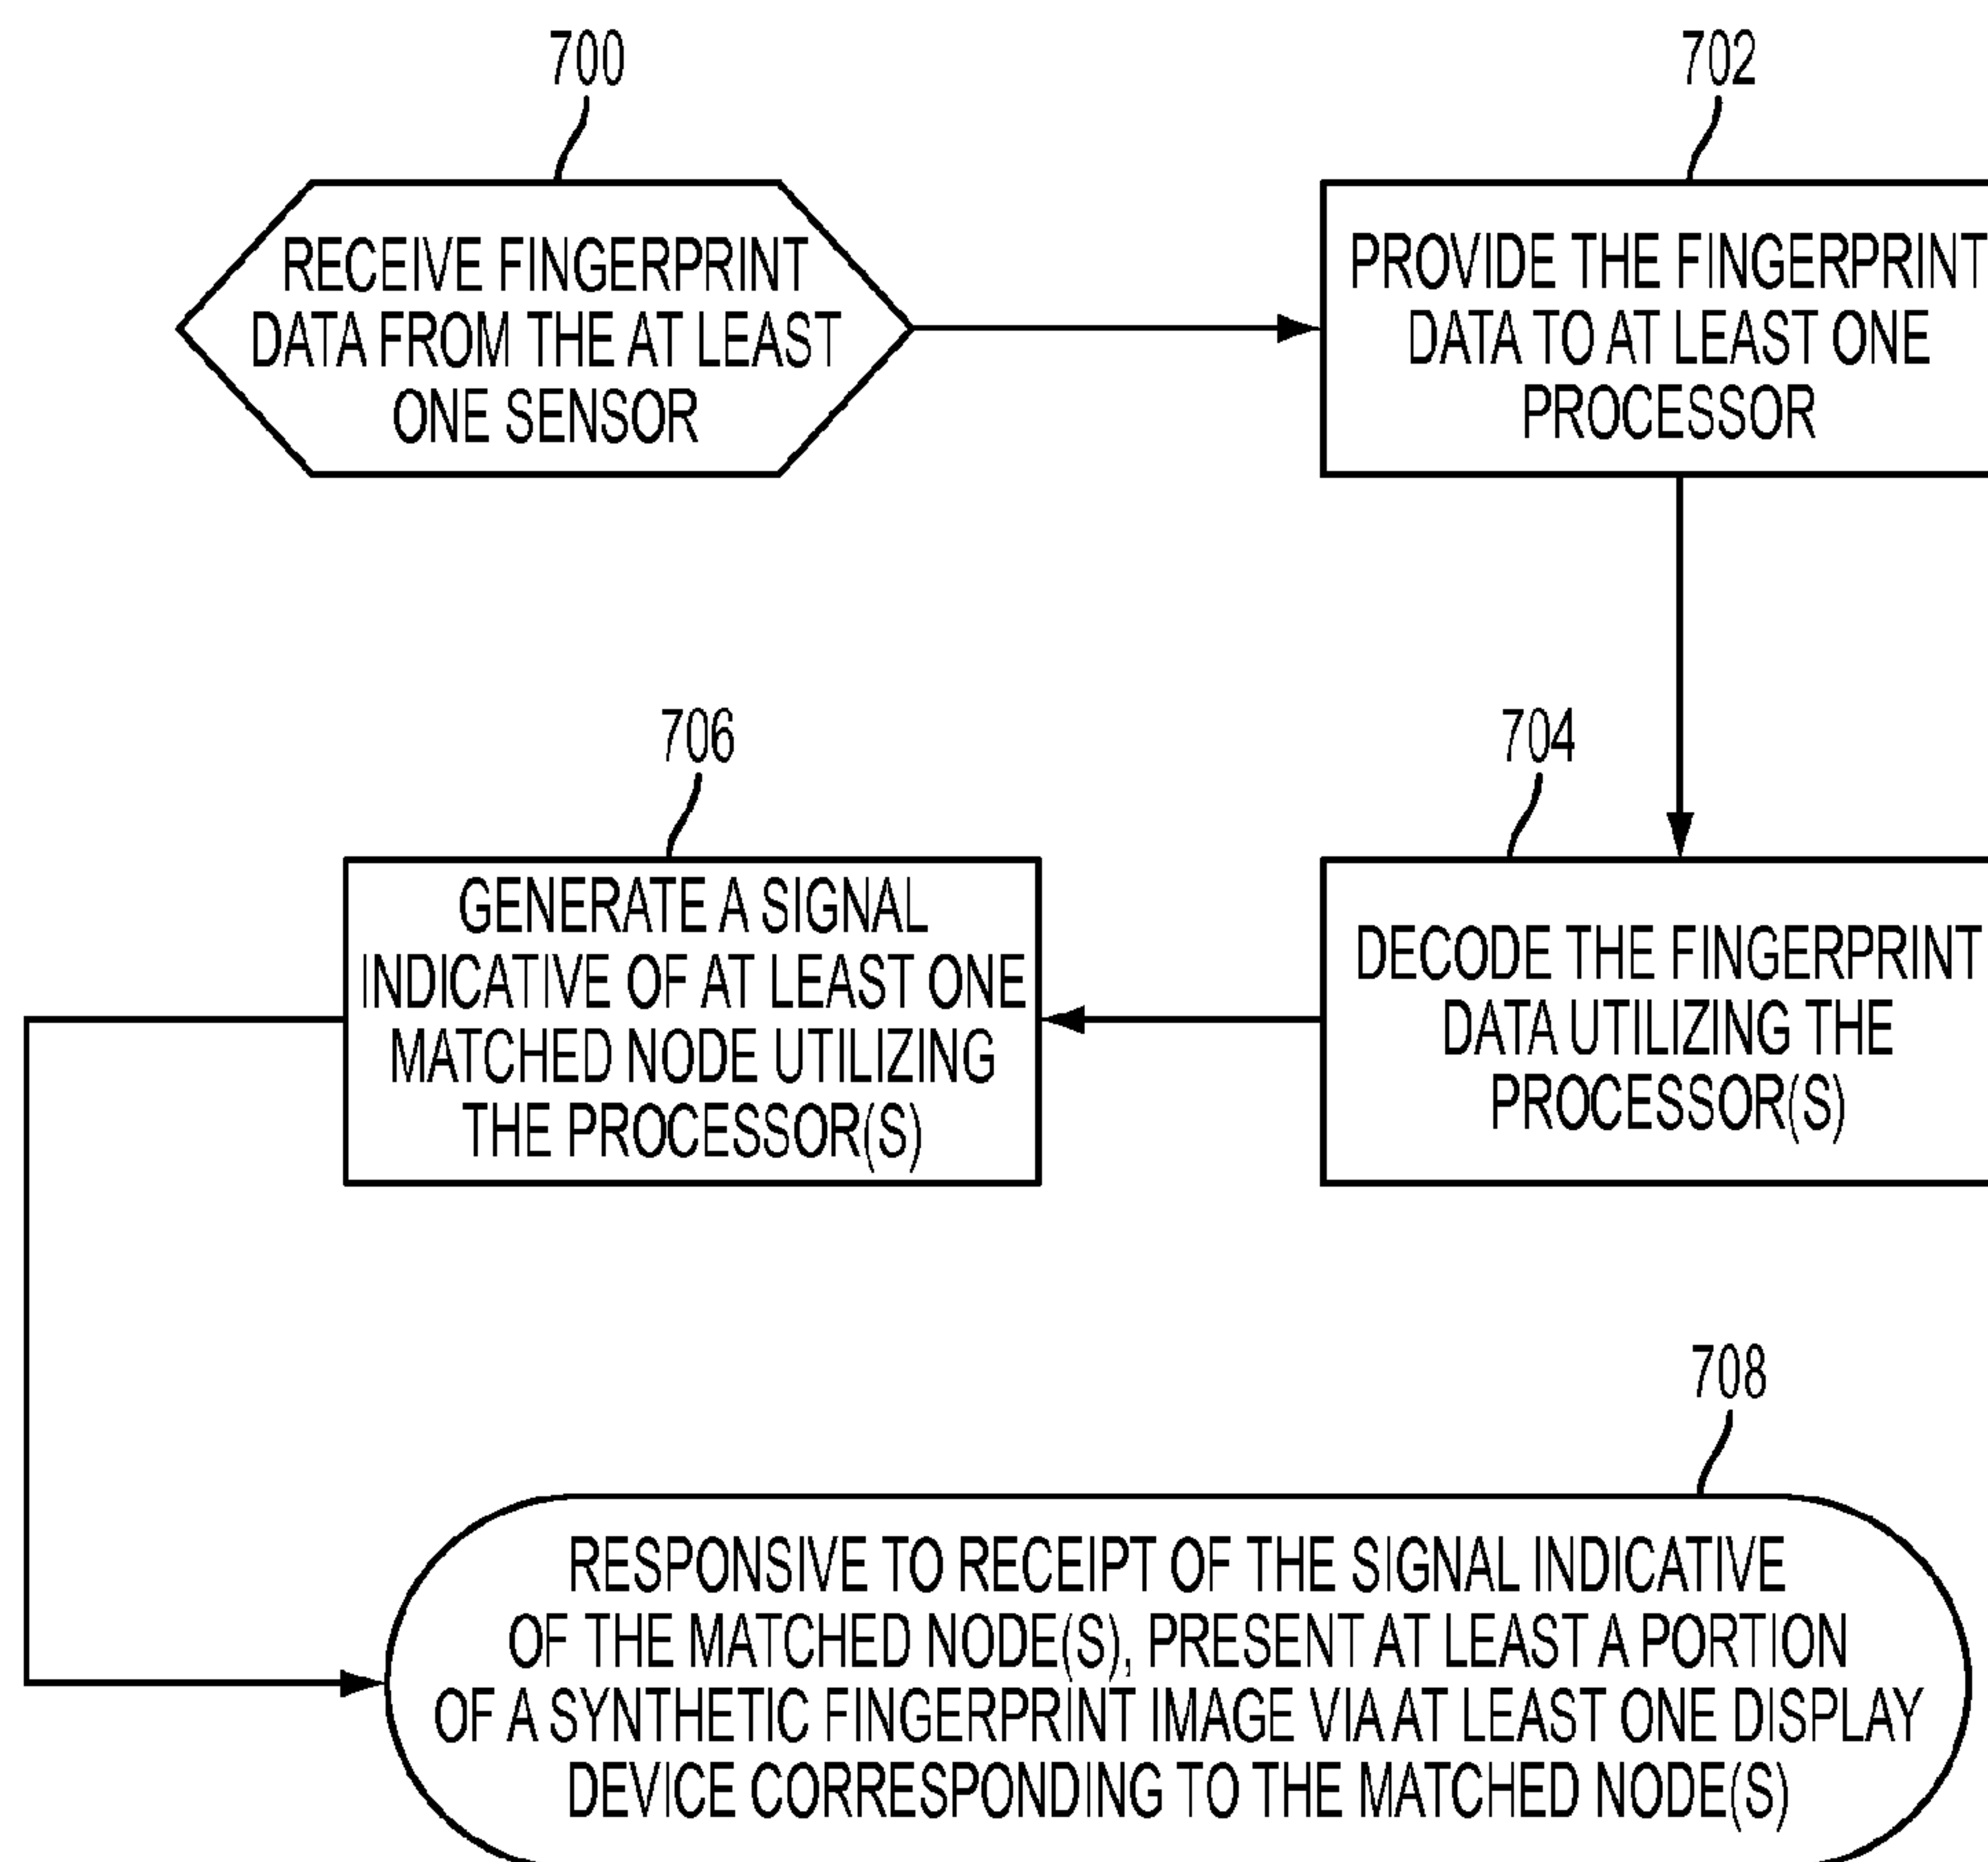 700
RECEIVE FINGERPRINT
DATA FROM THE AT LEAST
ONE SENSOR
702
PROVIDE THE FINGERPRINT
DATA TO AT LEAST ONE
PROCESSOR
704
DECODE THE FINGERPRINT
DATA UTILIZING THE
PROCESSOR(S)
706
GENERATE A SIGNAL
INDICATIVE OF AT LEAST ONE
MATCHED NODE UTILIZING
THE PROCESSOR(S)
708
RESPONSIVE TO RECEIPT OF THE SIGNAL INDICATIVE
OF THE MATCHED NODE(S), PRESENT AT LEAST A PORTION
OF A SYNTHETIC FINGERPRINT IMAGE VIA AT LEAST ONE DISPLAY
DEVICE CORRESPONDING TO THE MATCHED NODE(S)